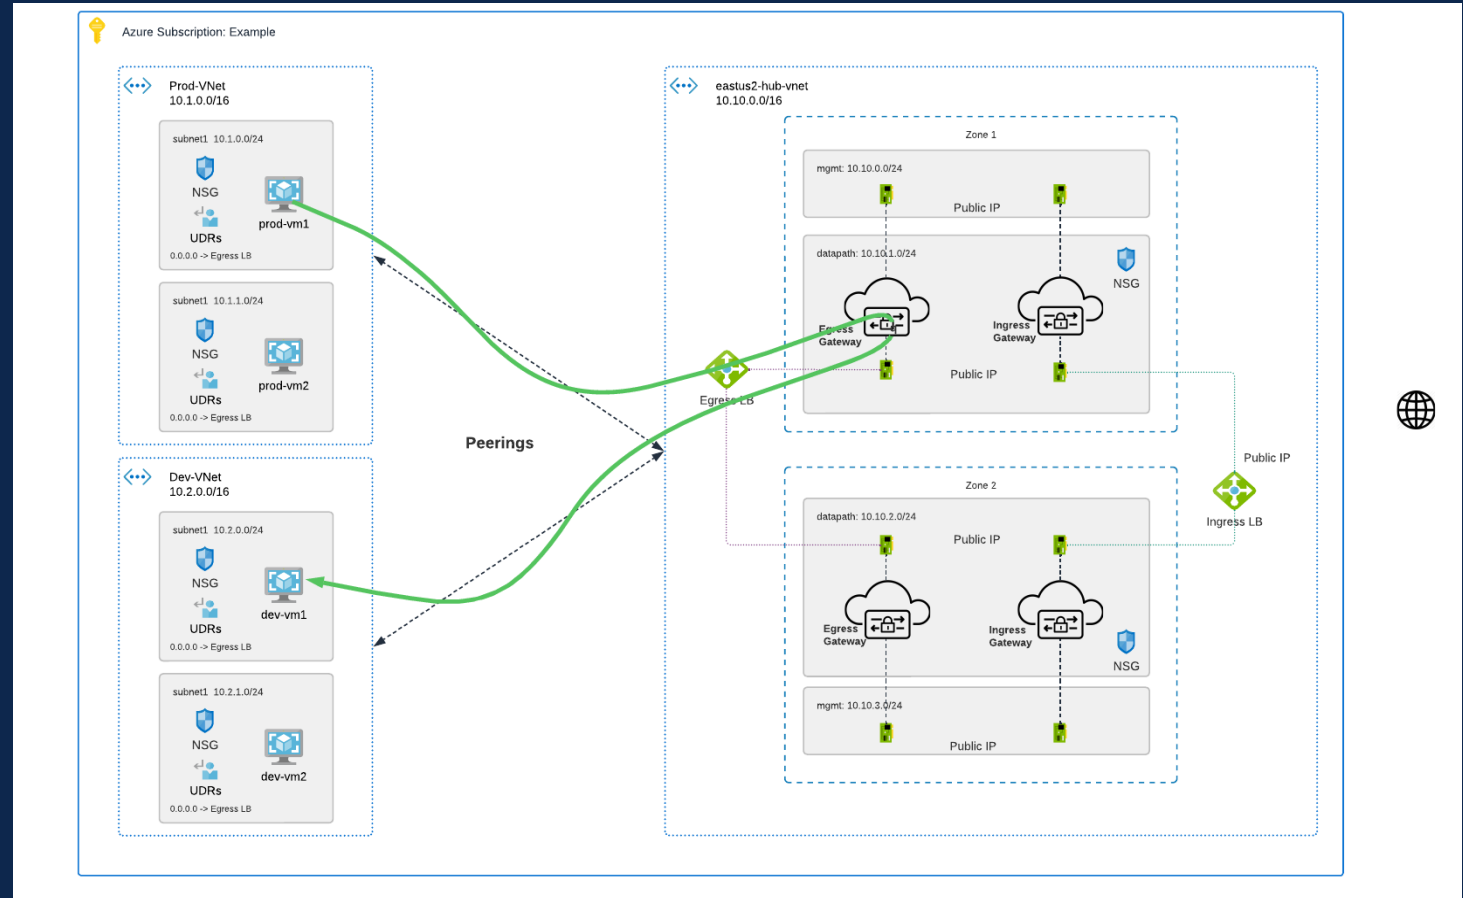 Azure Subscription: Example
Prod-VNet
10.1.0.0/16
subnet1 10.1.0.0/24
NSG
UDRs
prod-vm1
0.0.0.0 -> Egress LB
subnet1 10.1.1.0/24
NSG
UDRs
prod-vm2
0.0.0.0 -> Egress LB
Dev-VNet
10.2.0.0/16
subnet1 10.2.0.0/24
NSG
UDRs
dev-vm1
0.0.0.0 -> Egress LB
subnet1 10.2.1.0/24
NSG
UDRs
dev-vm2
0.0.0.0 -> Egress LB
Peerings
eastus2-hub-vnet
10.10.0.0/16
Egress LB
Zone 1
mgmt: 10.10.0.0/24
Public IP
datapath: 10.10.1.0/24
NSG
Egress
Gateway
Ingress
Gateway
Public IP
Zone 2
datapath: 10.10.2.0/24
Public IP
Egress
Gateway
Ingress
Gateway
NSG
mgmt: 10.10.3.0/24
Public IP
Public IP
Ingress LB